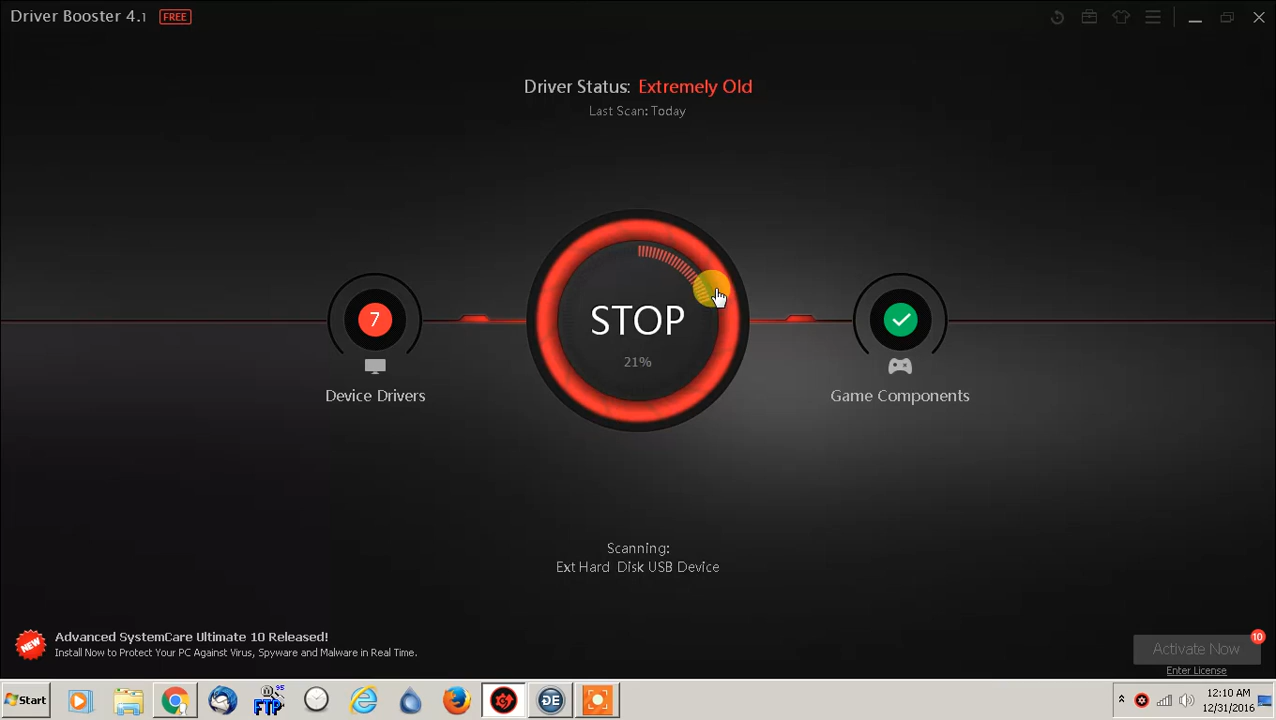 Driver Booster 4.1 FREE
Driver Status: Extremely Old
Last Scan: Today
7
STOP
21%
Device Drivers
Game Components
Scanning:
Ext Hard Disk USB Device
NEW
Advanced SystemCare Ultimate 10 Released!
Install Now to Protect Your PC Against Virus, Spyware and Malware in Real Time.
10
Activate Now
Enter License
Start
FTP
DE
12:10 AM
12/31/2016